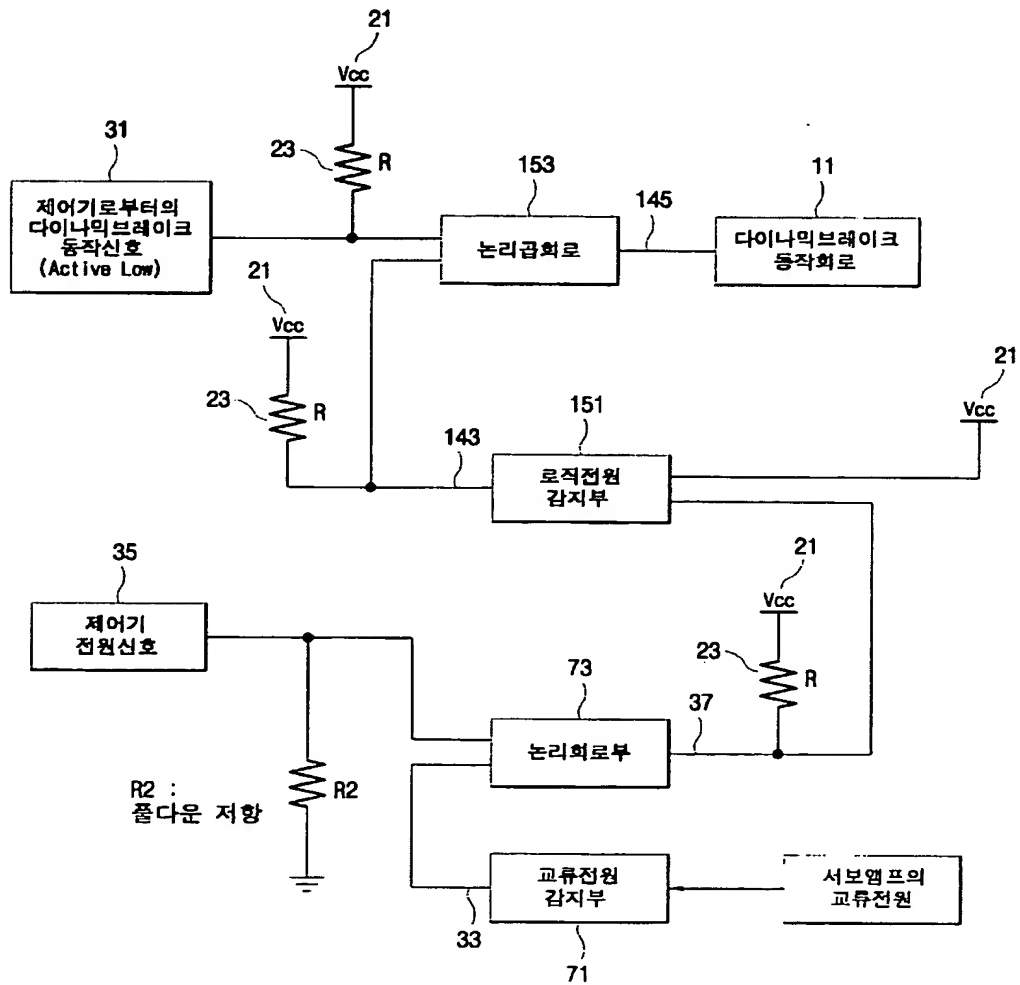 21
Vcc
31
23
R
153
145
11
제어기로부터의
다이나믹브레이크
동작신호
(Active Low)
논리곱회로
다이나믹브레이크
동작회로
21
Vcc
23
R
21
Vcc
143
151
로직전원
감지부
35
제어기
전원신호
21
Vcc
23
R
73
논리회로부
37
R2 :
풀다운 저항
R2
33
교류전원
감지부
71
서보앰프의
교류전원